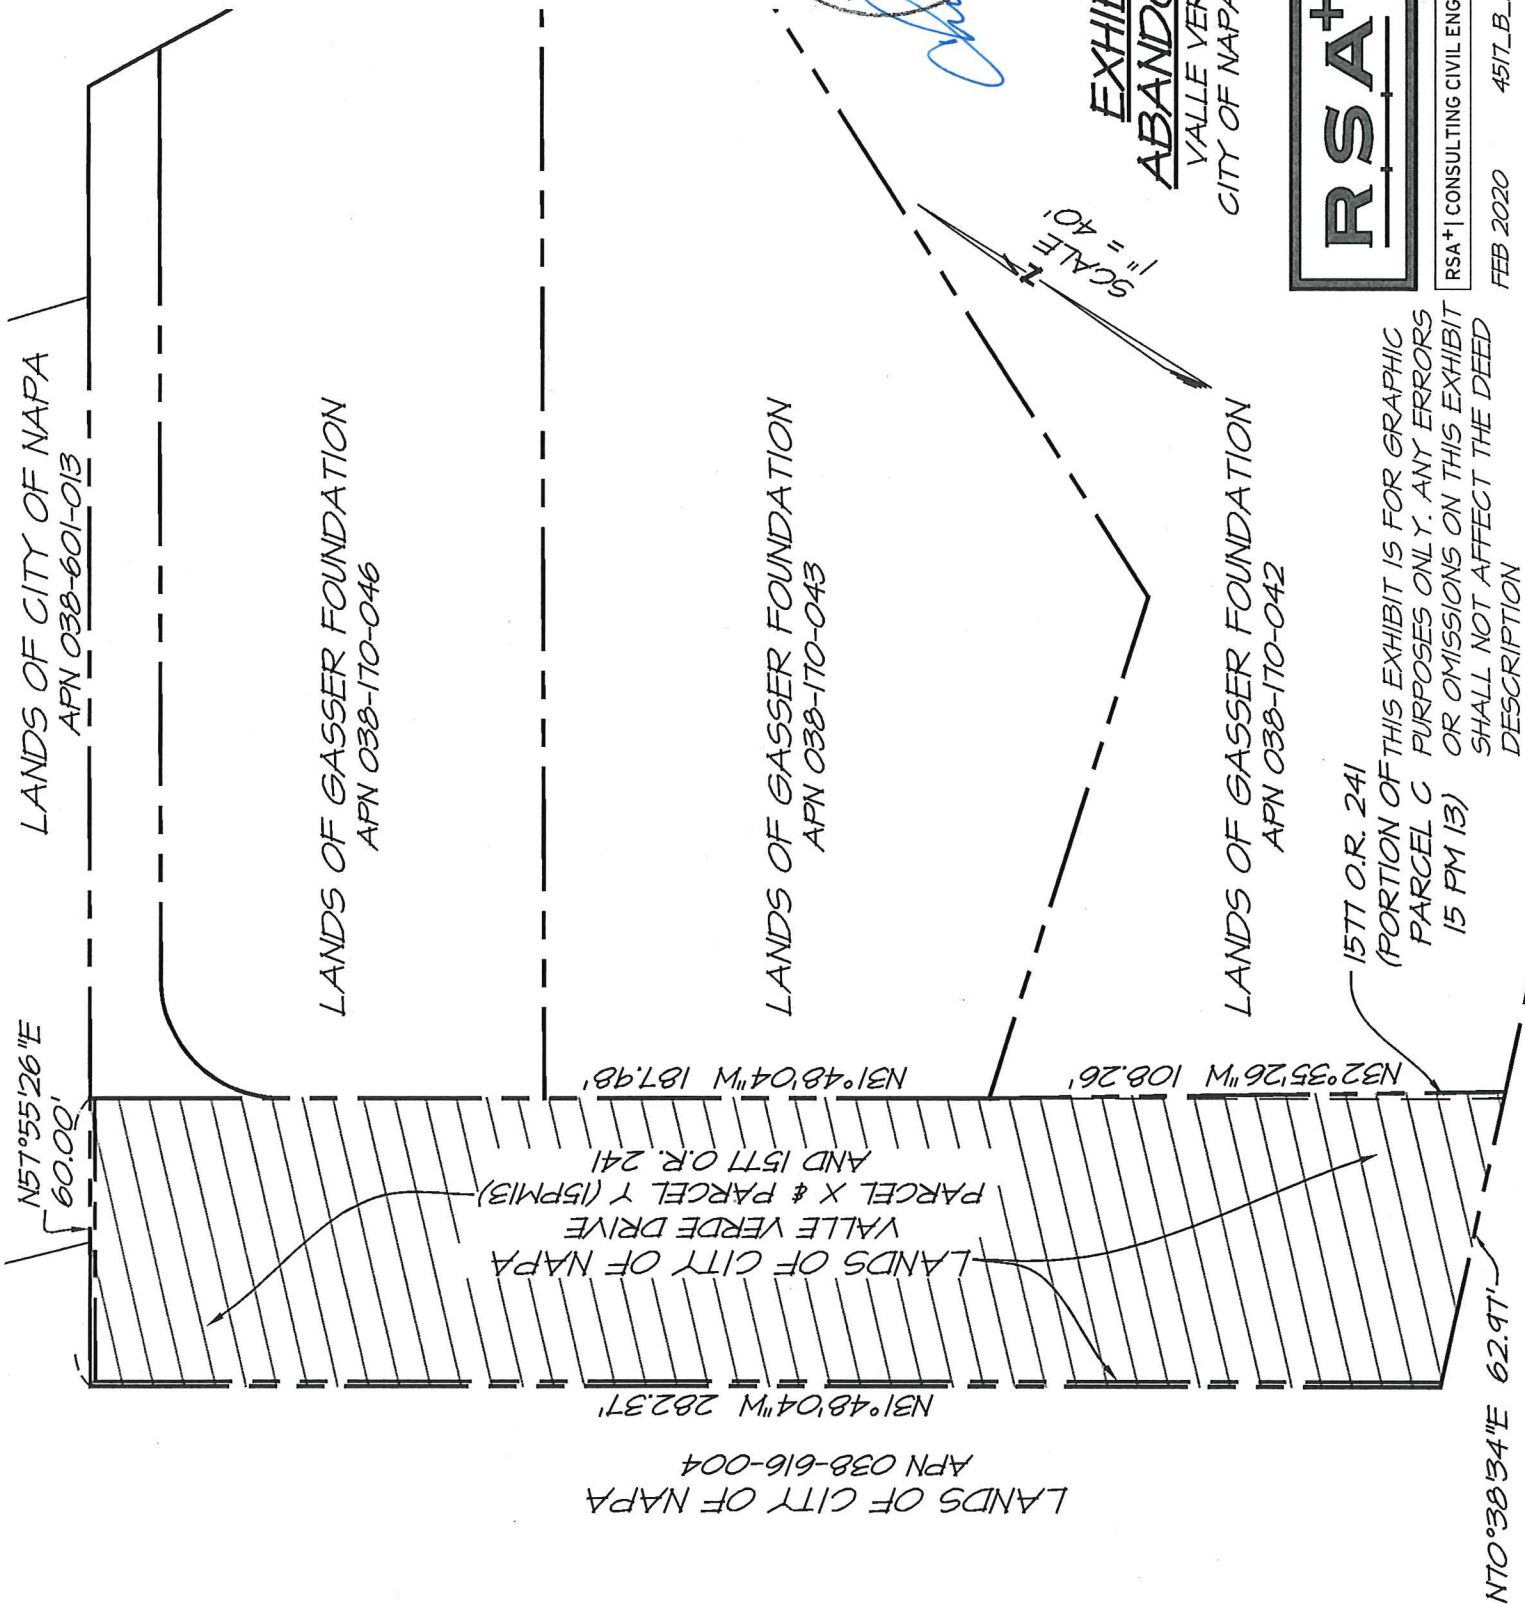 LANDS OF CITY OF NAPA
APN 038-601-013
N57°55'26"E
60.00'
LANDS OF GASSER FOUNDATION
APN 038-170-046
LANDS OF GASSER FOUNDATION
APN 038-170-043
LANDS OF GASSER FOUNDATION
APN 038-170-042
N31°48'04"W 187.98'
N32°35'26"W 108.26'
LANDS OF CITY OF NAPA
VALLE VERDE DRIVE
PARCEL X & PARCEL Y (15PM13)
AND 1577 O.R. 241
N31°48'04"W 282.37'
LANDS OF CITY OF NAPA
APN 038-616-004
N70°38'34"E 62.97'
1577 O.R. 241
(PORTION OF
PARCEL C
15 PM 13)
THIS EXHIBIT IS FOR GRAPHIC
PURPOSES ONLY. ANY ERRORS
OR OMISSIONS ON THIS EXHIBIT
SHALL NOT AFFECT THE DEED
DESCRIPTION
Z
SCALE
1" = 40'
VALLE VER
CITY OF NAPA
RSA+
RSA+ | CONSULTING CIVIL ENG
FEB 2020 4517_B_
EXHI
ABANDO